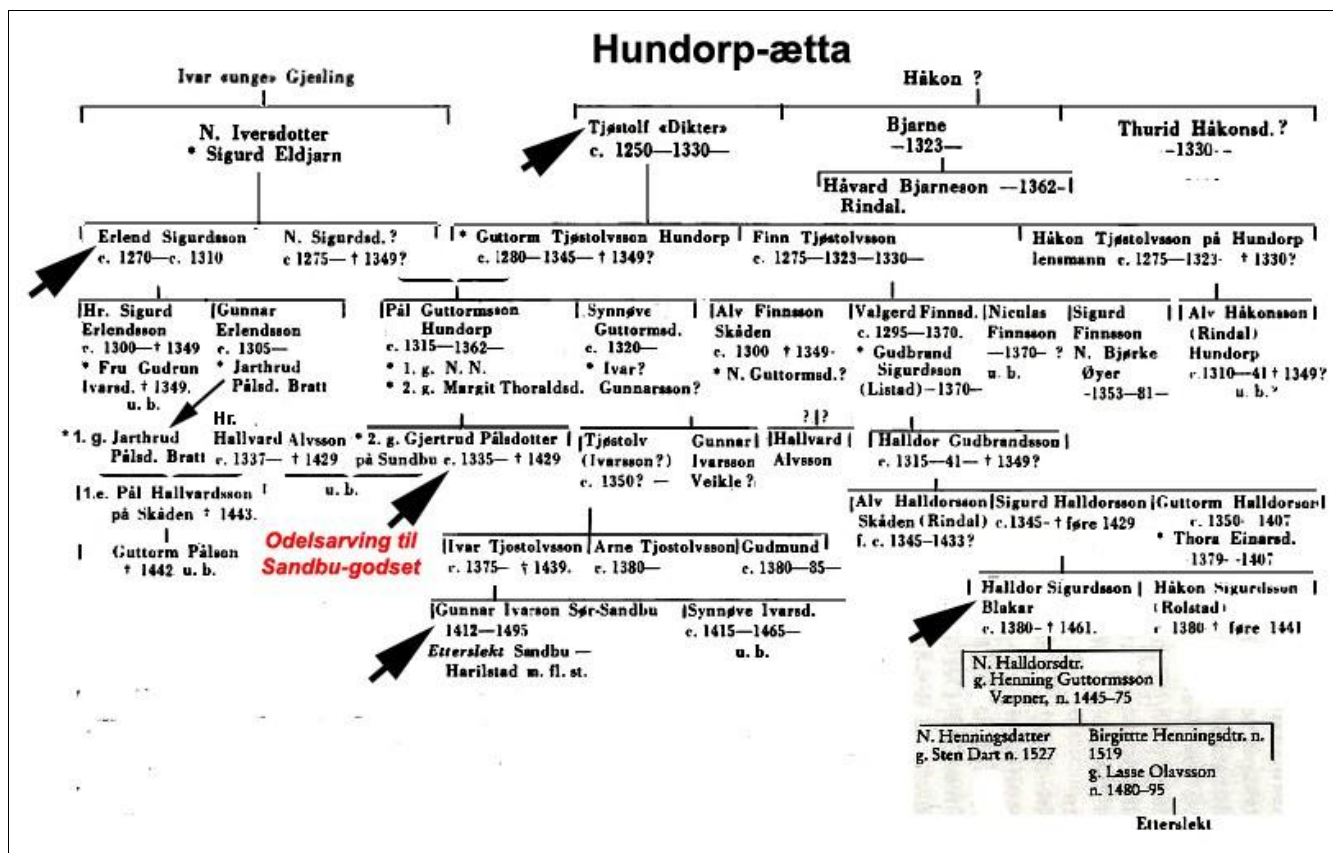 Hundorp-ætta
Ivar «unge» Gjesling
Håkon ?
N. Iversdotter
* Sigurd Eldjarn
Tjøstolf «Dikter»
c. 1250—1330—
Bjarne
—1323—
Thurid Håkonsd. ?
-1330- -
Håvard Bjarneson —1362-
Rindal.
Erlend Sigurdsson
c. 1270—c. 1310
N. Sigurdsd. ?
c 1275— † 1349?
* Guttorm Tjøstolvsson Hundorp
c. 1280—1345— † 1349?
Finn Tjøstolvsson
c. 1275—1323—1330—
Håkon Tjøstolvsson på Hundorp
lensmann c. 1275—1323- † 1330?
Hr. Sigurd
Erlendsson
c. 1300—† 1349
* Fru Gudrun
Ivarsd. † 1349.
u. b.
Gunnar
Erlendsson
c. 1305—
* Jarthrud
Pålsd. Bratt
Pål Guttormsson
Hundorp
c. 1315—1362—
* 1. g. N. N.
* 2. g. Margit Thoraldsd.
Synnøve
Guttormsd.
c. 1320—
* Ivar?
Gunnarsson?
Alv Finnsson
Skåden
c. 1300 † 1349-
* N. Guttormsd.?
Valgerd Finnsd.
c. 1295—1370.
* Gudbrand
Sigurdsson
(Listad) —1370—
Niculas
Finnsson
—1370- ?
u. b.
Sigurd
Finnsson
N. Bjørke
Øyer
-1353—81—
Alv Håkonsson
(Rindal)
Hundorp
c.1310—41 † 1349?
u. b.?
* 1. g. Jarthrud
Pålsd. Bratt
Hr.
Hallvard Alvsson
c. 1337— † 1429
* 2. g. Gjertrud Pålsdotter
på Sundbu c. 1335— † 1429
Tjøstolv
(Ivarsson?)
c. 1350? —
Gunnar
Ivarsson
Veikle ?
? ?
Hallvard
Alvsson
Halldor Gudbrandsson
c. 1315—41— † 1349?
1.e. Pål Hallvardsson
på Skåden † 1443.
u. b.
Guttorm Pålson
† 1442 u. b.
Odelsarving til
Sandbu-godset
Ivar Tjostolvsson
c. 1375— † 1439.
Arne Tjostolvsson
c. 1380—
Gudmund
c. 1380—85—
Alv Halldorsson
Skåden (Rindal)
f. c. 1345-1433?
Sigurd Halldorsson
c.1345- † føre 1429
Guttorm Halldorson
c. 1350- 1407
* Thora Einarsd.
-1379- -1407
Gunnar Ivarson Sør-Sandbu
1412—1495
Etterslekt Sandbu —
Harilstad m. fl. st.
Synnøve Ivarsd.
c. 1415—1465—
u. b.
Halldor Sigurdsson
Blakar
c. 1380- † 1461.
Håkon Sigurdsson
(Rolstad)
c 1380- † føre 1441
N. Halldorsdtr.
g. Henning Guttormsson
Væpner, n. 1445–75
N. Henningsdatter
g. Sten Dart n. 1527
Birgittte Henningsdtr. n.
1519
g. Lasse Olavsson
n. 1480–95
Etterslekt